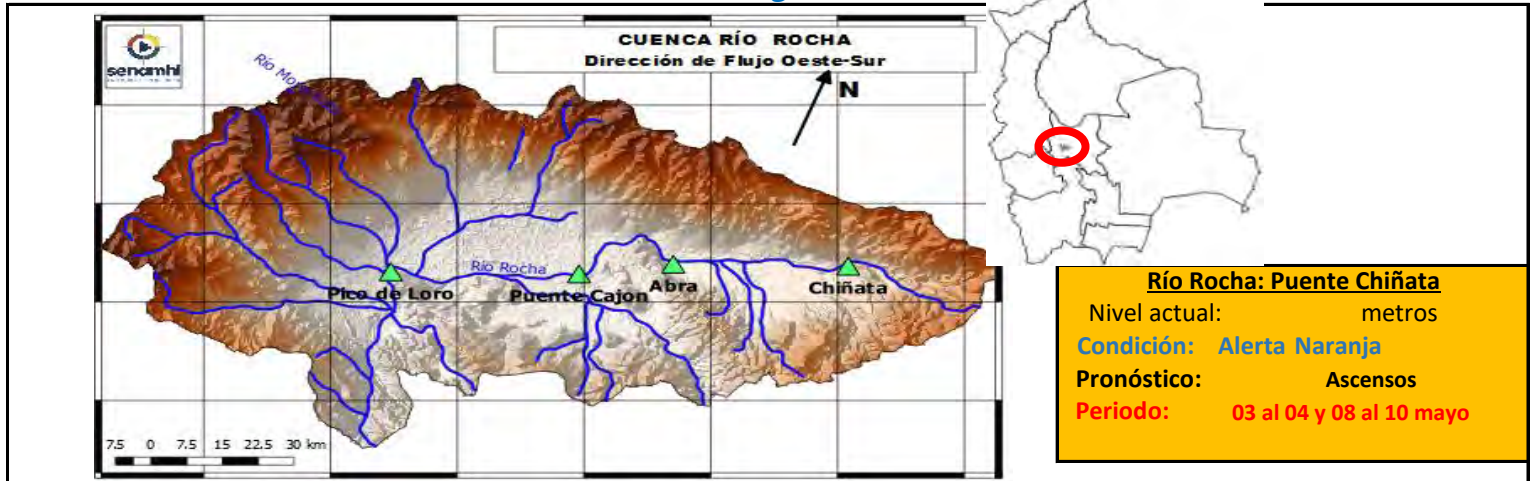 senamhi
CUENCA RÍO ROCHA
Dirección de Flujo Oeste-Sur
N
Río Rocha
Pico de Loro
Puente Cajon
Abra
Chiñata
7.5 0 7.5 15 22.5 30 km
Río Rocha: Puente Chiñata
Nivel actual: metros
Condición: Alerta Naranja
Pronóstico: Ascensos
Periodo: 03 al 04 y 08 al 10 mayo